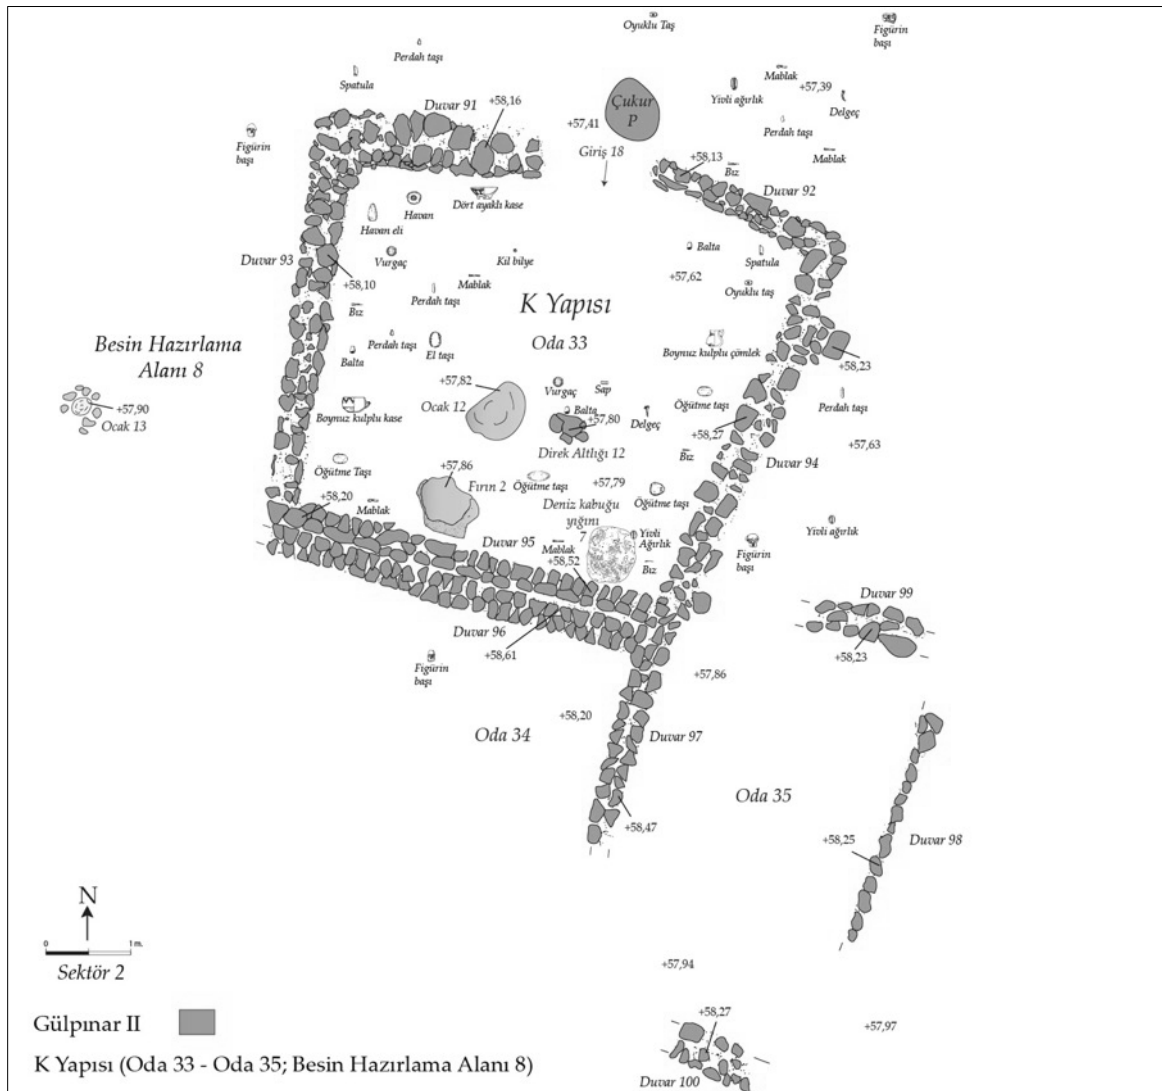 Oyuklu Taş
Figürin
başı
Perdah taşı
Spatula
Mablak
+57,39
Yivli ağırlık
Delgeç
Duvar 91
+58,16
Çukur
P
+57,41
Giriş 18
Perdah taşı
Mablak
Figürin
başı
+58,13
Bız
Duvar 92
Havan
Dört ayaklı kase
Havan eli
Duvar 93
Vurgaç
Kil bilye
Balta
Spatula
+58,10
Perdah taşı
Mablak
+57,62
Oyuklu taş
Bız
K Yapısı
Oda 33
Besin Hazırlama
Alanı 8
Perdah taşı
El taşı
Balta
Boynuz kulplu çömlek
+58,23
+57,82
Vurgaç
Sap
Öğütme taşı
Perdah taşı
+57,90
Ocak 13
Boynuz kulplu kase
Ocak 12
Balta
+57,80
Delgeç
+58,27
+57,63
Direk Altlığı 12
Bız
Duvar 94
Öğütme Taşı
+57,86
Fırın 2
Öğütme taşı
+57,79
Öğütme taşı
+58,20
Mablak
Deniz kabuğu
yığını
7
Yivli
Ağırlık
Yivli ağırlık
Duvar 95
Mablak
+58,52
Bız
Figürin
başı
Duvar 99
Duvar 96
+58,61
+58,23
Figürin
başı
+57,86
+58,20
Oda 34
Duvar 97
Oda 35
+58,47
+58,25
Duvar 98
N
0 1 m.
Sektör 2
+57,94
Gülpınar II
+58,27
+57,97
K Yapısı (Oda 33 - Oda 35; Besin Hazırlama Alanı 8)
Duvar 100